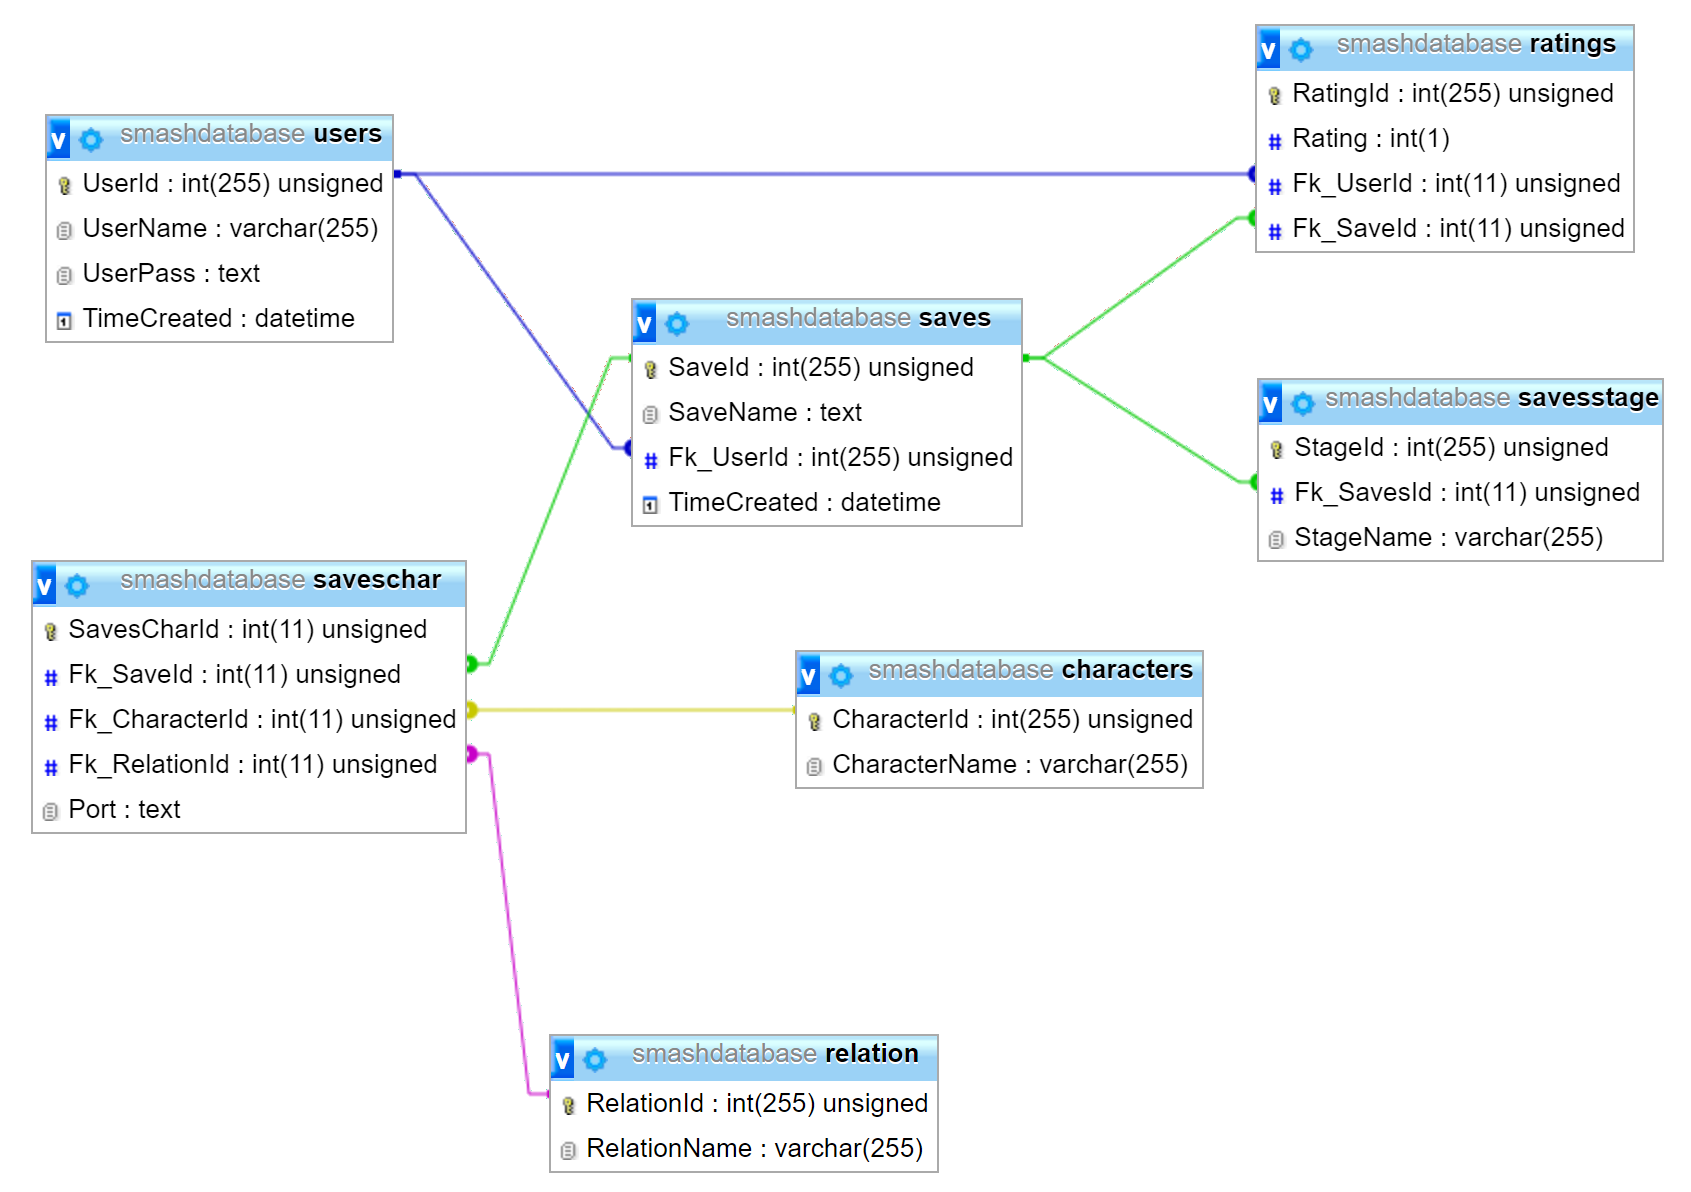 v smashdatabase users
UserId : int(255) unsigned
UserName : varchar(255)
UserPass : text
TimeCreated : datetime
v smashdatabase ratings
RatingId : int(255) unsigned
# Rating : int(1)
# Fk_UserId : int(11) unsigned
# Fk_SaveId : int(11) unsigned
v smashdatabase saves
SaveId : int(255) unsigned
SaveName : text
# Fk_UserId : int(255) unsigned
TimeCreated : datetime
v smashdatabase savesstage
StageId : int(255) unsigned
# Fk_SavesId : int(11) unsigned
StageName : varchar(255)
v smashdatabase saveschar
SavesCharId : int(11) unsigned
# Fk_SaveId : int(11) unsigned
# Fk_CharacterId : int(11) unsigned
# Fk_RelationId : int(11) unsigned
Port : text
v smashdatabase characters
CharacterId : int(255) unsigned
CharacterName : varchar(255)
v smashdatabase relation
RelationId : int(255) unsigned
RelationName : varchar(255)